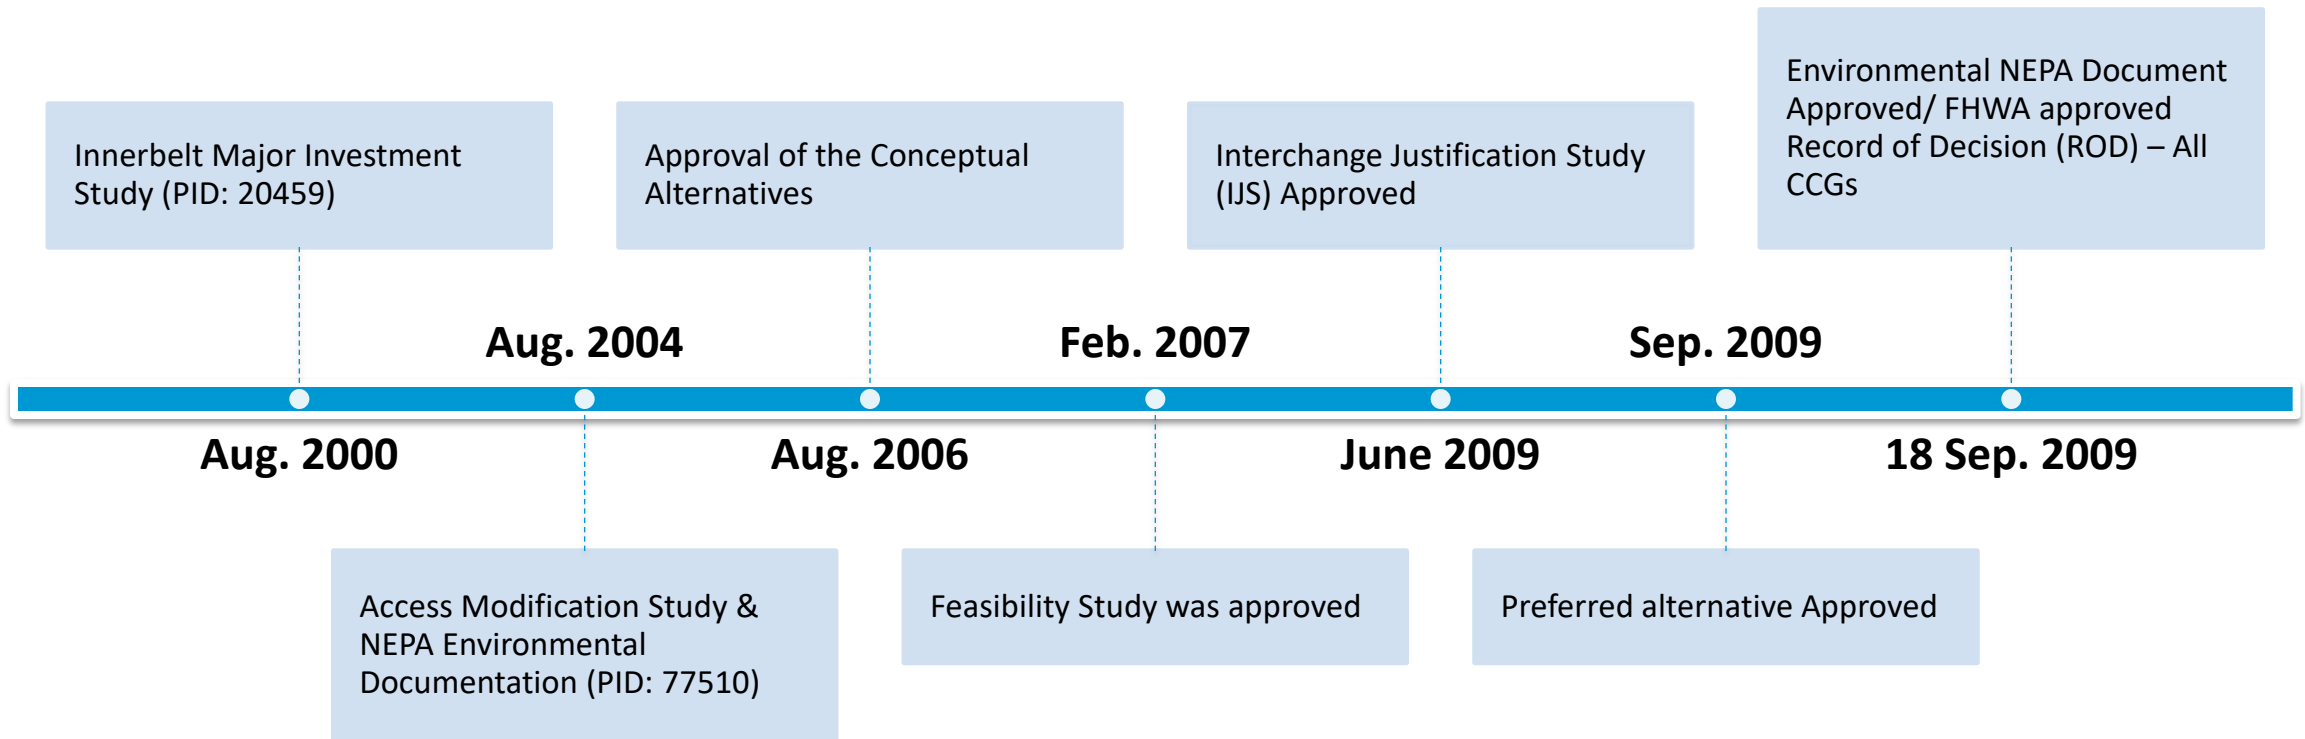 Innerbelt Major Investment
Study (PID: 20459)
Aug. 2000
Aug. 2004
Access Modification Study &
NEPA Environmental
Documentation (PID: 77510)
Approval of the Conceptual
Alternatives
Aug. 2006
Feb. 2007
Feasibility Study was approved
Interchange Justification Study
(IJS) Approved
June 2009
Sep. 2009
Preferred alternative Approved
Environmental NEPA Document
Approved/ FHWA approved
Record of Decision (ROD) – All
CCGs
18 Sep. 2009